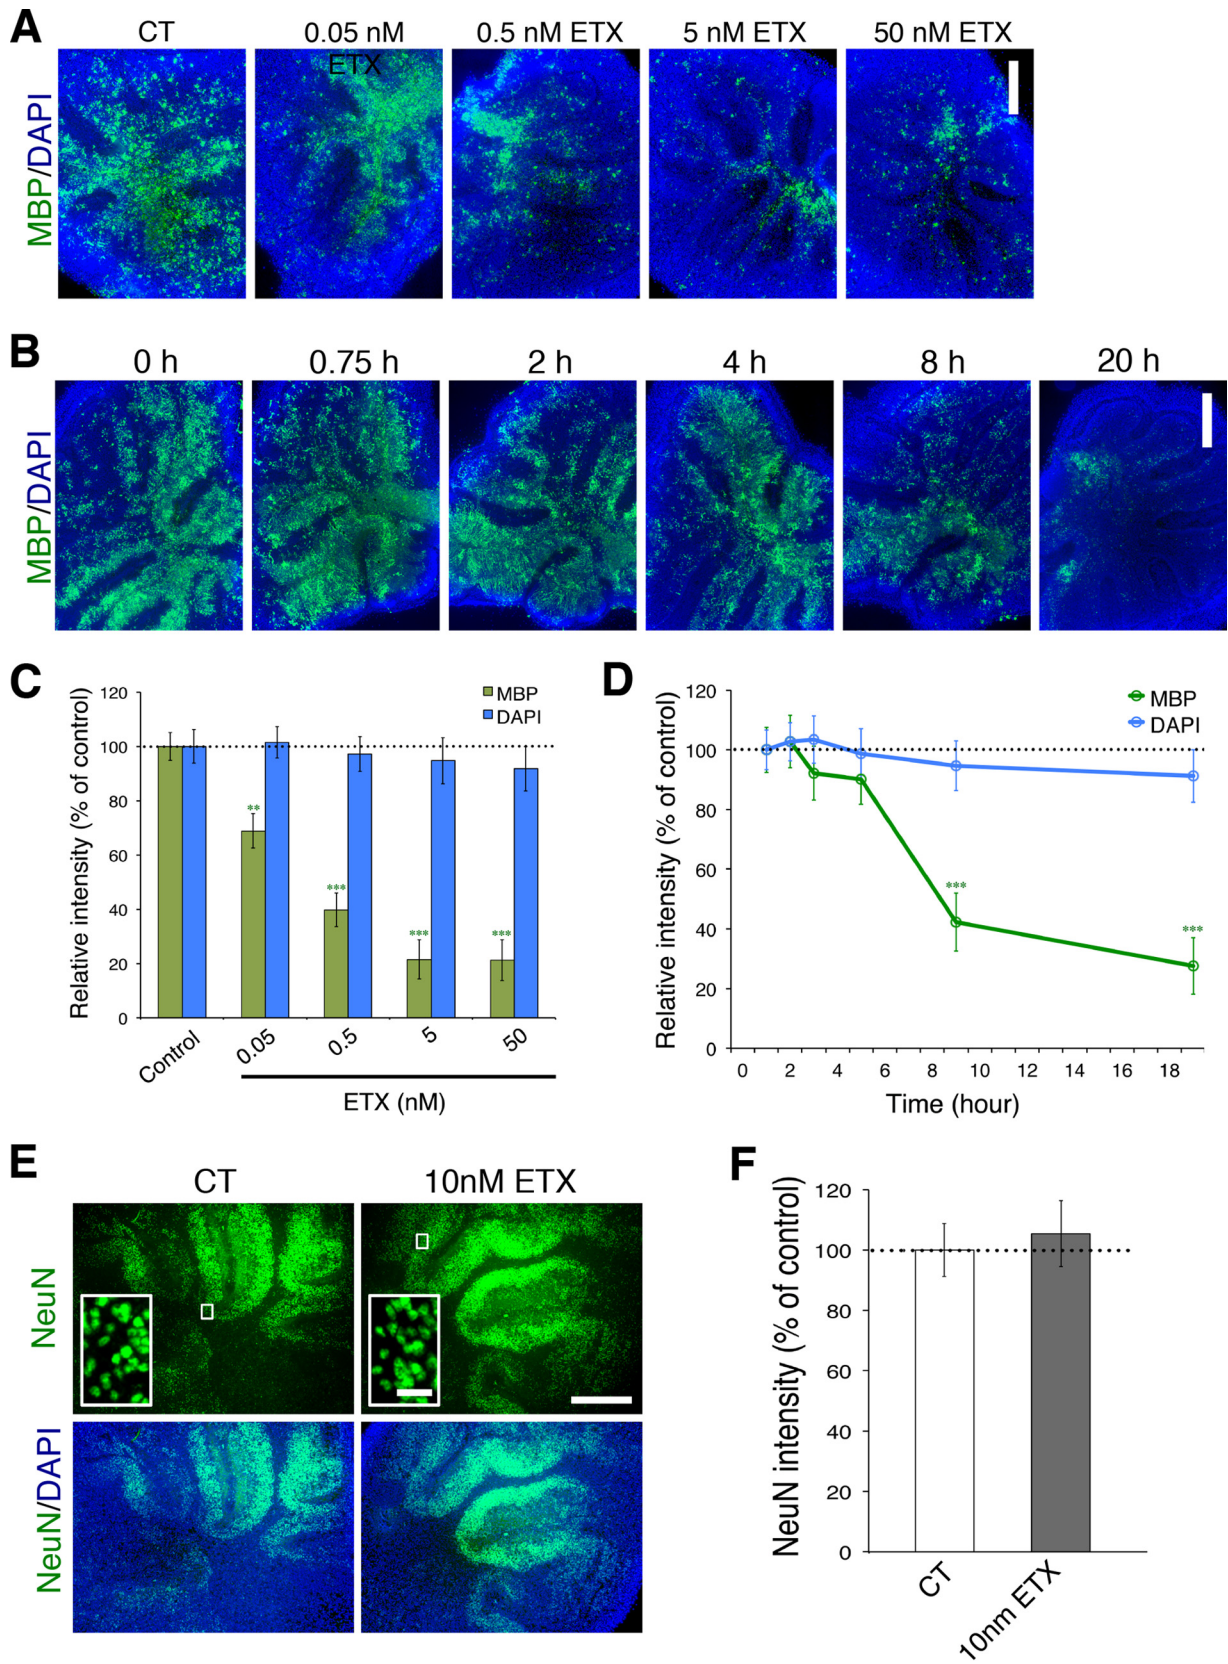 A
CT
0.05 nM
ETX
0.5 nM ETX
5 nM ETX
50 nM ETX
MBP/DAPI
B
0 h
0.75 h
2 h
4 h
8 h
20 h
MBP/DAPI
C
Relative intensity (% of control)
120
100
80
60
40
20
0
MBP
DAPI
**
***
***
***
Control
0.05
0.5
5
50
ETX (nM)
D
Relative intensity (% of control)
120
100
80
60
40
20
0
MBP
DAPI
***
***
0 2 4 6 8 10 12 14 16 18
Time (hour)
E
CT
10nM ETX
NeuN
NeuN/DAPI
F
NeuN intensity (% of control)
120
100
80
60
40
20
0
CT
10nm ETX